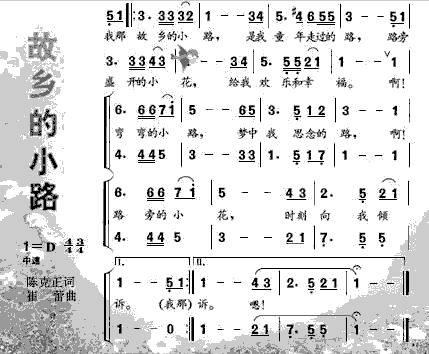 故乡的小路
1=D 4/4 3/4
中速
陈克正词
崔蕾曲
5 1 ‖: 3. 3 3 3 2 | 1 - - 3 4 | 5. #4 6 5 5 | 3 - - 5 1
我那 故乡的小 路， 是我 童年走过的 路， 路旁
3. 3 3 4 3 | - - 3 4 | 5. 5 5 2 1 | 1 - - 1
盛开的小 花， 给我 欢乐和幸 福。 啊！
6. 6 6 7 1 | 5 - - 6 5 | 3. 5 1 2 | 3 - - 1
弯弯的小 路， 梦中 我思念的 路， 啊！
4. 4 4 5 | 3 - - 3 3 | 1. 5 1 7 | 1 - - 1
6. 6 6 7 1 | 5 - - 4 3 | 2. 5 2 1
路旁的小 花， 时刻 向我倾
4. 4 4 5 | 3 - - 2 1 | 7. 5 5
I. 1 - - 5 1 :‖ II. 1 - - 4 3 | 2. 5 2 1 | 1 - -
诉。 （我那） 诉。 嗯！
1 - - 0 :‖ 1 - - 2 1 | 7. 5 5 | 1 - -